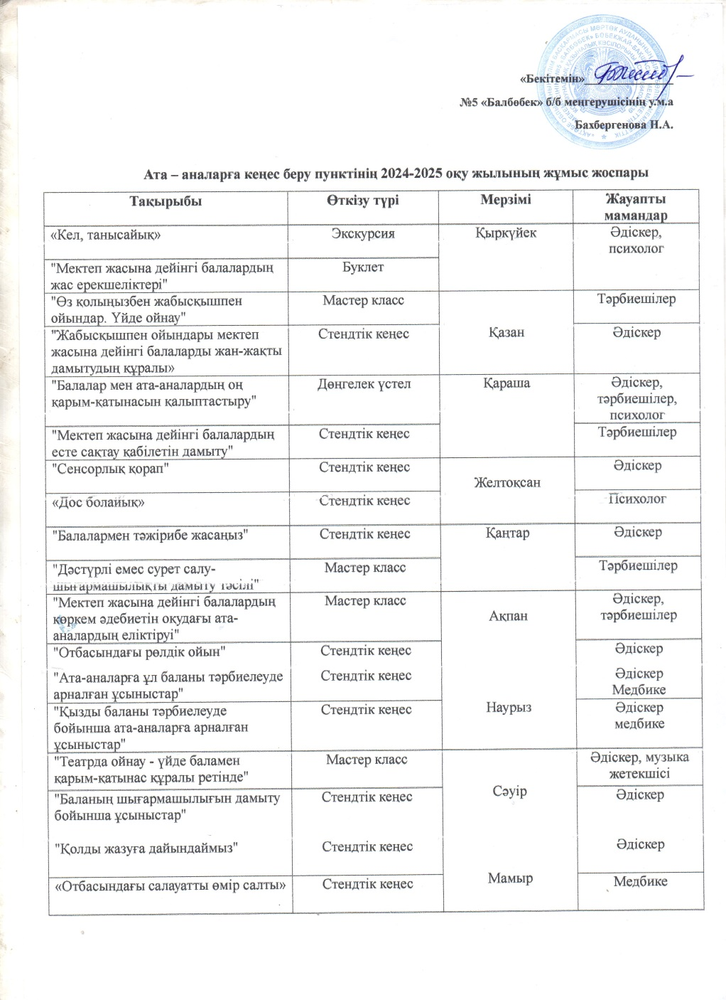 «Бекітемін»
№5 «Балбөбек» б/б меңгерушісінің у.м.а
Бахбергенова Н.А.
Ата – аналарға кеңес беру пунктінің 2024-2025 оқу жылының жұмыс жоспары
Тақырыбы Өткізу түрі Мерзімі Жауапты
мамандар
«Кел, танысайық» Экскурсия Қыркүйек Әдіскер,
психолог
"Мектеп жасына дейінгі балалардың Буклет
жас ерекшеліктері"
"Өз қолыңызбен жабысқышпен Мастер класс Тәрбиешілер
ойындар. Үйде ойнау"
"Жабысқышпен ойындары мектеп Стендтік кеңес Қазан Әдіскер
жасына дейінгі балаларды жан-жақты
дамытудың құралы»
"Балалар мен ата-аналардың оң Дөңгелек үстел Қараша Әдіскер,
қарым-қатынасын қалыптастыру" тәрбиешілер,
психолог
"Мектеп жасына дейінгі балалардың Стендтік кеңес Тәрбиешілер
есте сақтау қабілетін дамыту"
"Сенсорлық қорап" Стендтік кеңес Әдіскер
Желтоқсан
«Дос болайық» Стендтік кеңес Психолог
"Балалармен тәжірибе жасаңыз" Стендтік кеңес Қаңтар Әдіскер
"Дәстүрлі емес сурет салу- Мастер класс Тәрбиешілер
шығармашылықты дамыту тәсілі"
"Мектеп жасына дейінгі балалардың Мастер класс Әдіскер,
көркем әдебиетін оқудағы ата- Ақпан тәрбиешілер
аналардың еліктіруі"
"Отбасындағы рөлдік ойын" Стендтік кеңес Әдіскер
"Ата-аналарға ұл баланы тәрбиелеуде Стендтік кеңес Әдіскер
арналған ұсыныстар" Медбике
"Қызды баланы тәрбиелеуде Стендтік кеңес Наурыз Әдіскер
бойынша ата-аналарға арналған медбике
ұсыныстар"
"Театрда ойнау - үйде баламен Мастер класс Әдіскер, музыка
қарым-қатынас құралы ретінде" жетекшісі
"Баланың шығармашылығын дамыту Стендтік кеңес Сәуір Әдіскер
бойынша ұсыныстар"
"Қолды жазуға дайындаймыз" Стендтік кеңес Әдіскер
«Отбасындағы салауатты өмір салты» Стендтік кеңес Мамыр Медбике